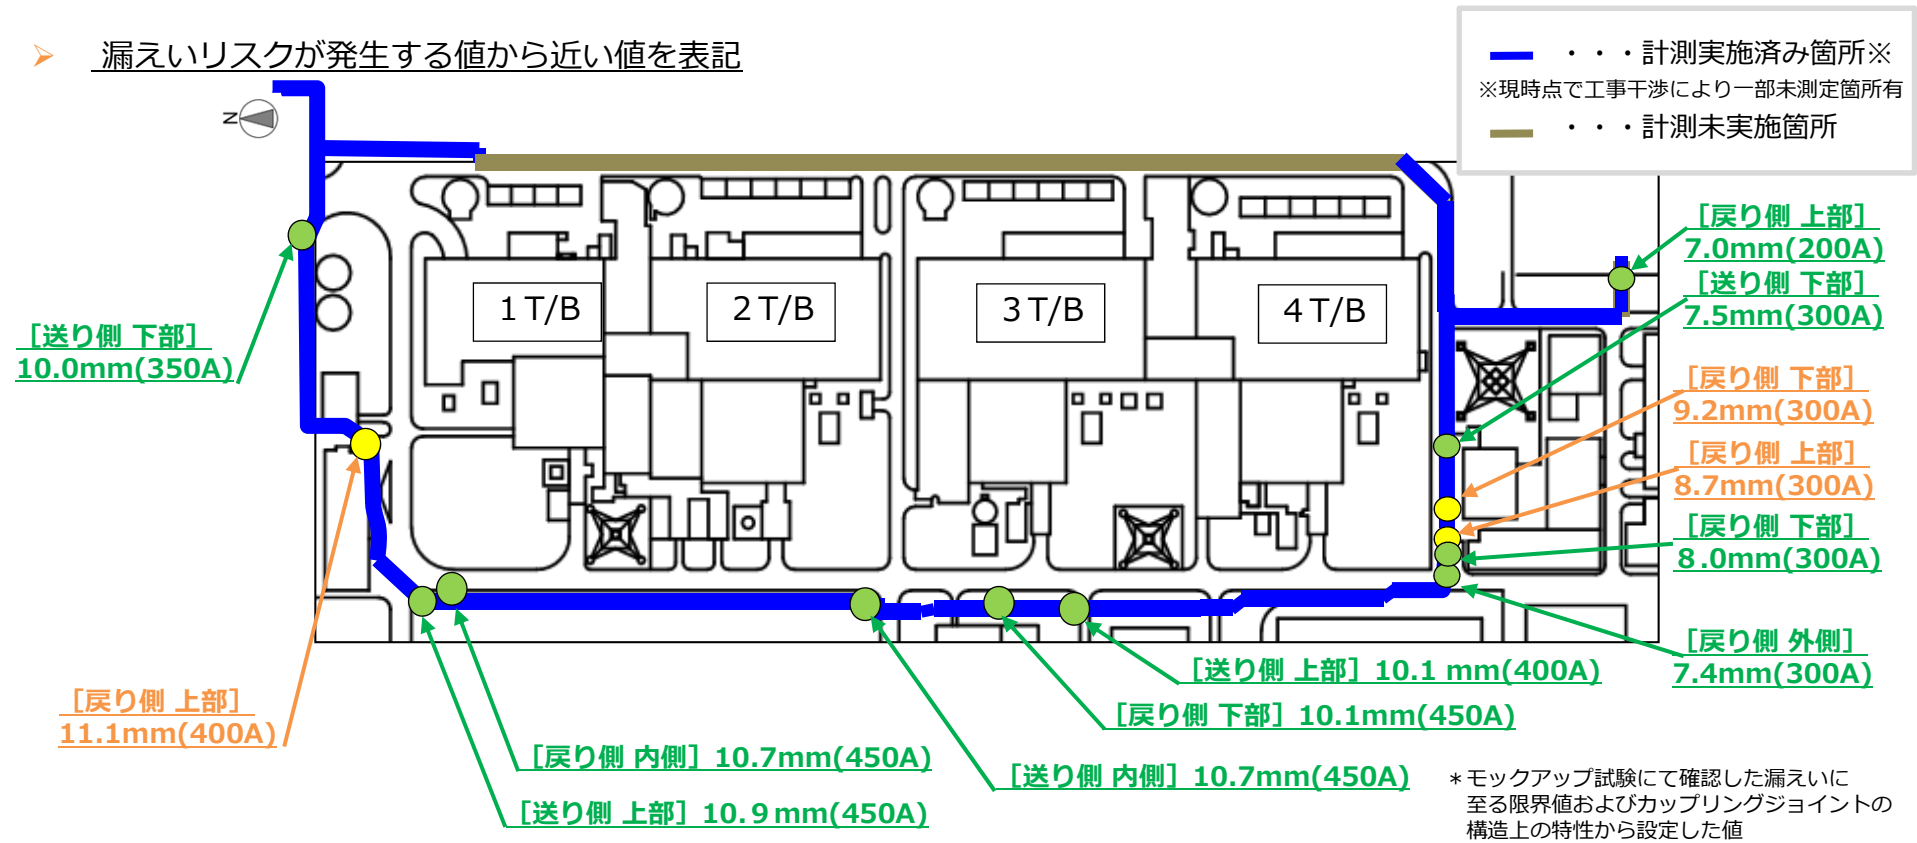 ➢ 漏えいリスクが発生する値から近い値を表記
・・・計測実施済み箇所※
※現時点で工事干渉により一部未測定箇所有
・・・計測未実施箇所
N
1T/B
2T/B
3T/B
4T/B
［送り側 下部］
10.0mm(350A)
［戻り側 上部］
11.1mm(400A)
［戻り側 内側］10.7mm(450A)
［送り側 上部］10.9mm(450A)
［送り側 内側］10.7mm(450A)
［戻り側 下部］10.1mm(450A)
［送り側 上部］10.1 mm(400A)
［戻り側 上部］
7.0mm(200A)
［送り側 下部］
7.5mm(300A)
［戻り側 下部］
9.2mm(300A)
［戻り側 上部］
8.7mm(300A)
［戻り側 下部］
8.0mm(300A)
［戻り側 外側］
7.4mm(300A)
＊モックアップ試験にて確認した漏えいに
至る限界値およびカップリングジョイントの
構造上の特性から設定した値